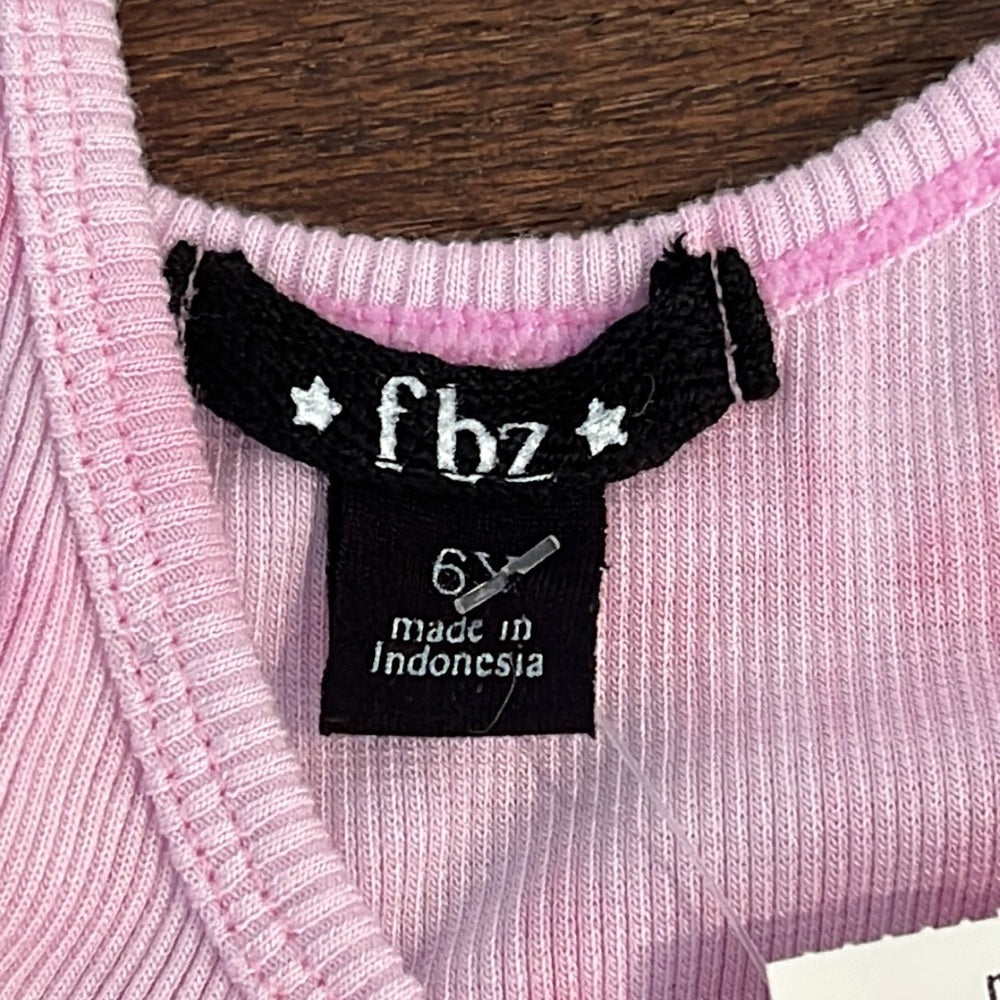 fbz
6X
made in
Indonesia